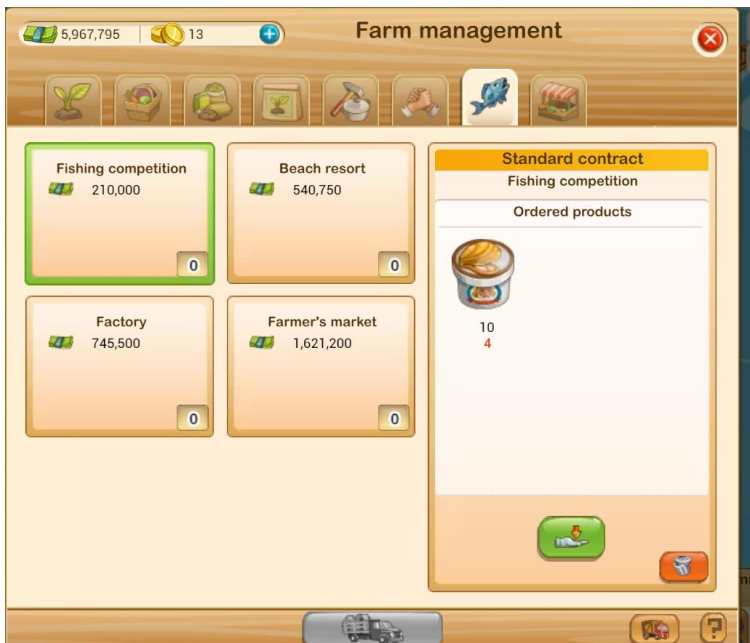 5,967,795
13
Farm management
Fishing competition
210,000
0
Beach resort
540,750
0
Factory
745,500
0
Farmer's market
1,621,200
0
Standard contract
Fishing competition
Ordered products
10
4
?